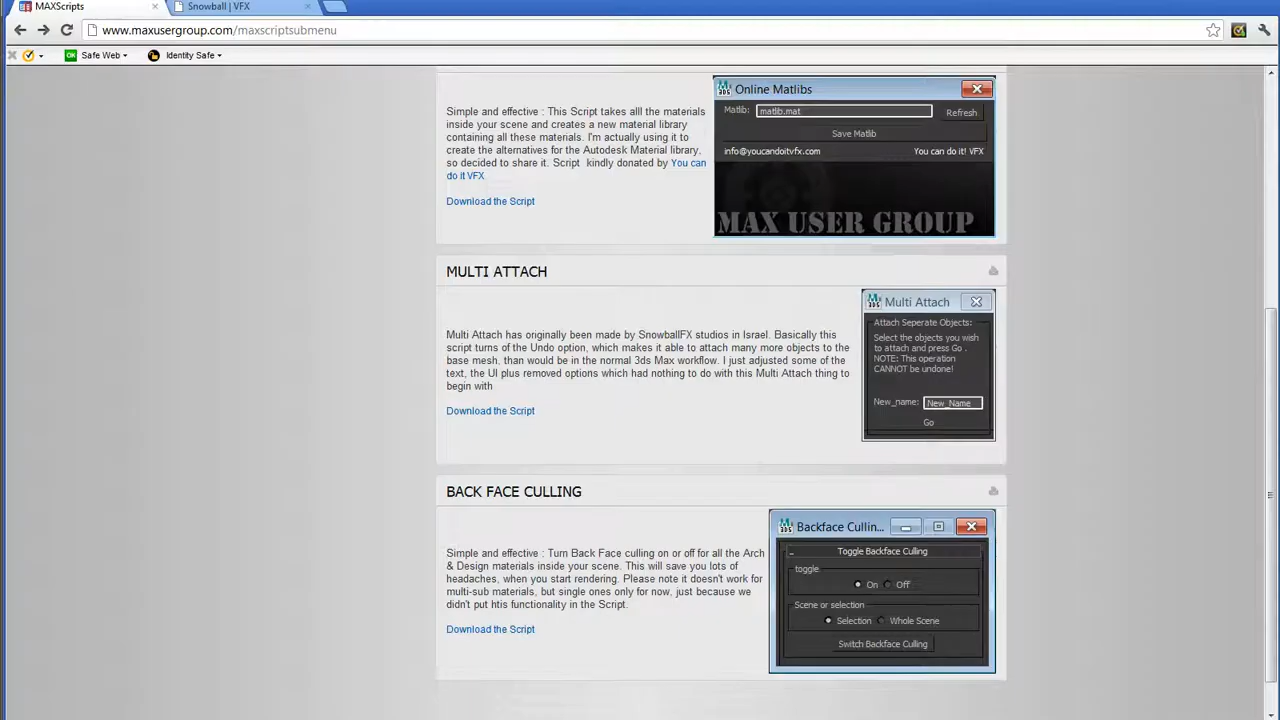 MAXScripts
Snowball | VFX
www.maxusergroup.com/maxscriptsubmenu
OK Safe Web
Identity Safe
Simple and effective : This Script takes alll the materials
inside your scene and creates a new material library
containing all these materials. I'm actually using it to
create the alternatives for the Autodesk Material library,
so decided to share it. Script kindly donated by You can
do it VFX
Download the Script
Online Matlibs
Matlib: matlib.mat Refresh
Save Matlib
info@youcandoitvfx.com You can do it! VFX
MAX USER GROUP
MULTI ATTACH
Multi Attach has originally been made by SnowballFX studios in Israel. Basically this
script turns of the Undo option, which makes it able to attach many more objects to the
base mesh, than would be in the normal 3ds Max workflow. I just adjusted some of the
text, the UI plus removed options which had nothing to do with this Multi Attach thing to
begin with
Download the Script
Multi Attach
Attach Seperate Objects:
Select the objects you wish
to attach and press Go .
NOTE: This operation
CANNOT be undone!
New_name: New_Name
Go
BACK FACE CULLING
Simple and effective : Turn Back Face culling on or off for all the Arch
& Design materials inside your scene. This will save you lots of
headaches, when you start rendering. Please note it doesn't work for
multi-sub materials, but single ones only for now, just because we
didn't put htis functionality in the Script.
Download the Script
Backface Cullin...
Toggle Backface Culling
toggle
On Off
Scene or selection
Selection Whole Scene
Switch Backface Culling